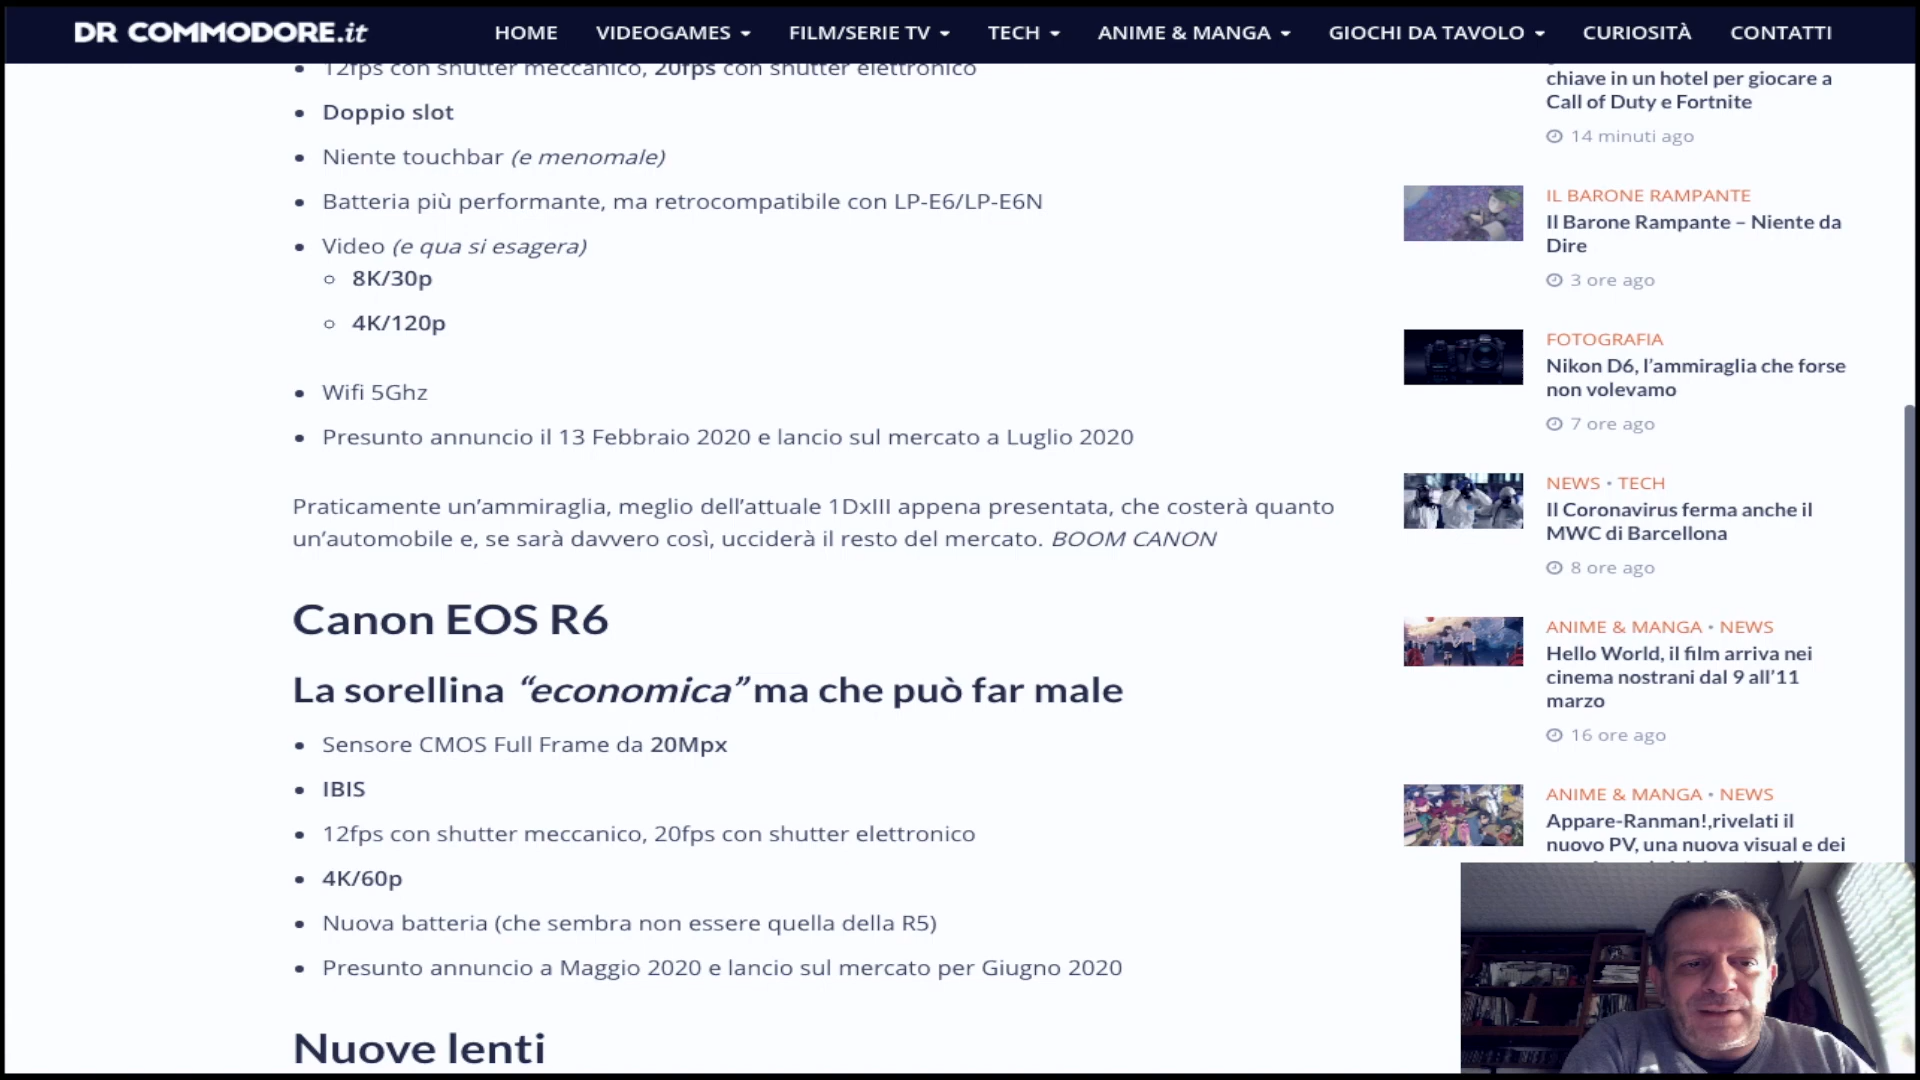 DR COMMODORE.it
HOME VIDEOGAMES FILM/SERIE TV TECH ANIME & MANGA GIOCHI DA TAVOLO CURIOSITÀ CONTATTI
12fps con shutter meccanico, 20fps con shutter elettronico
Doppio slot
Niente touchbar (e menomale)
Batteria più performante, ma retrocompatibile con LP-E6/LP-E6N
Video (e qua si esagera)
8K/30p
4K/120p
Wifi 5Ghz
Presunto annuncio il 13 Febbraio 2020 e lancio sul mercato a Luglio 2020
Praticamente un’ammiraglia, meglio dell’attuale 1DxIII appena presentata, che costerà quanto
un’automobile e, se sarà davvero così, ucciderà il resto del mercato. BOOM CANON
Canon EOS R6
La sorellina “economica” ma che può far male
Sensore CMOS Full Frame da 20Mpx
IBIS
12fps con shutter meccanico, 20fps con shutter elettronico
4K/60p
Nuova batteria (che sembra non essere quella della R5)
Presunto annuncio a Maggio 2020 e lancio sul mercato per Giugno 2020
Nuove lenti
chiave in un hotel per giocare a
Call of Duty e Fortnite
14 minuti ago
IL BARONE RAMPANTE
Il Barone Rampante – Niente da
Dire
3 ore ago
FOTOGRAFIA
Nikon D6, l’ammiraglia che forse
non volevamo
7 ore ago
NEWS • TECH
Il Coronavirus ferma anche il
MWC di Barcellona
8 ore ago
ANIME & MANGA • NEWS
Hello World, il film arriva nei
cinema nostrani dal 9 all’11
marzo
16 ore ago
ANIME & MANGA • NEWS
Appare-Ranman!,rivelati il
nuovo PV, una nuova visual e dei